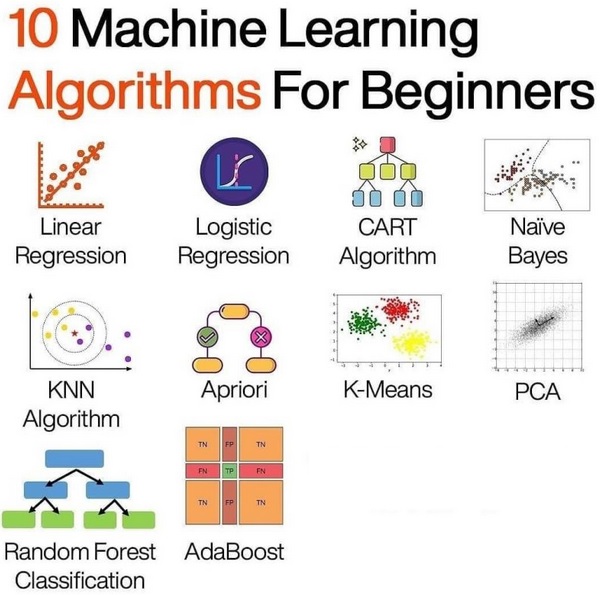 10 Machine Learning
Algorithms For Beginners
Linear
Regression
Logistic
Regression
CART
Algorithm
Naïve
Bayes
KNN
Algorithm
Apriori
K-Means
PCA
TN FP TN
FN TP FN
TN FP TN
Random Forest
Classification
AdaBoost